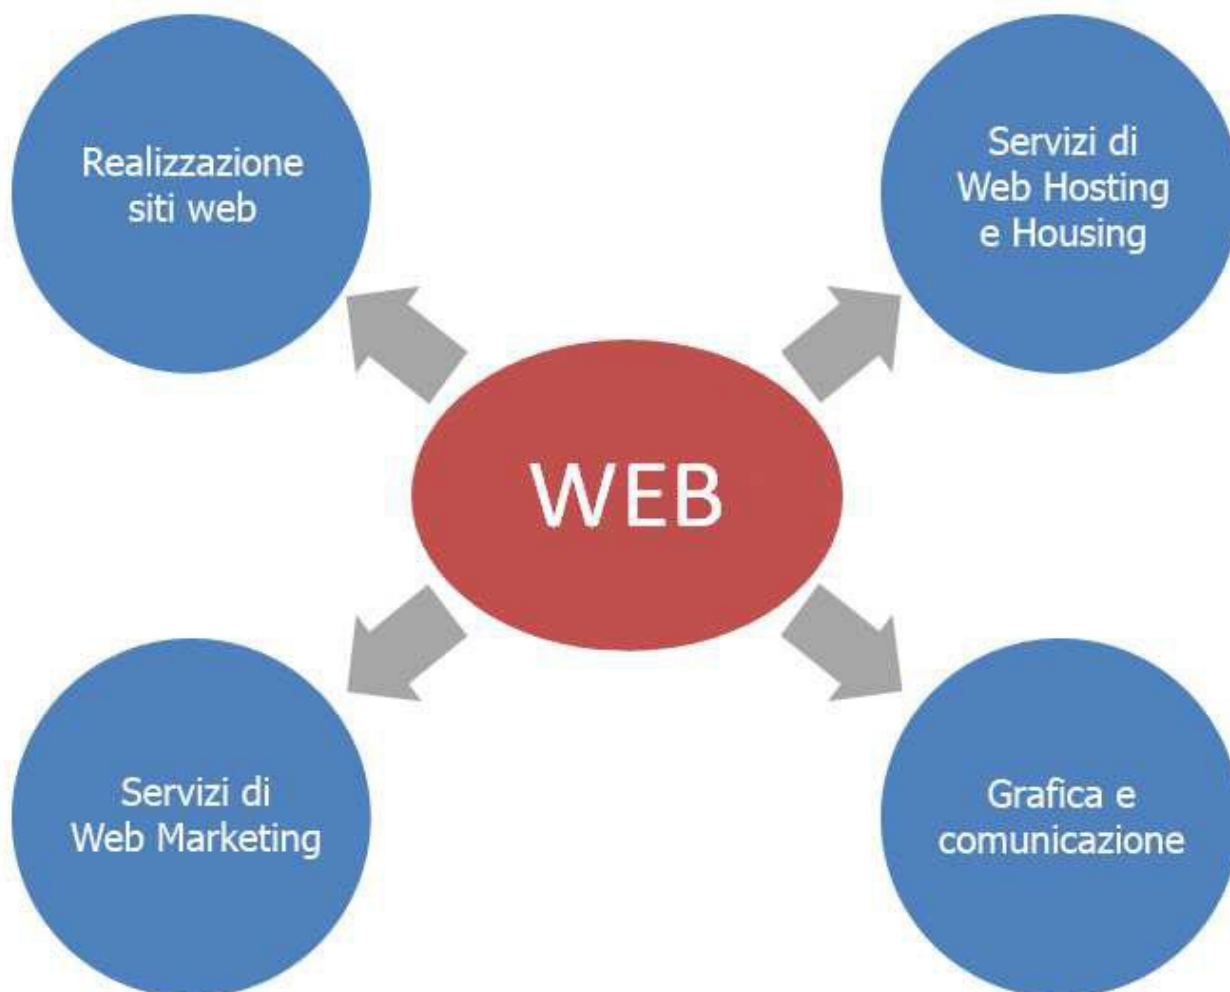 Realizzazione
siti web
Servizi di
Web Hosting
e Housing
WEB
Servizi di
Web Marketing
Grafica e
comunicazione